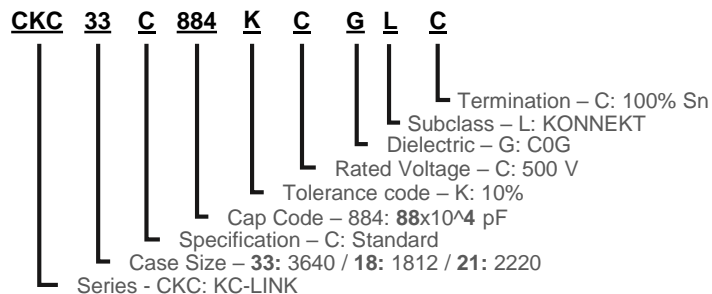 CKC 33 C 884 K C G L C
Termination – C: 100% Sn
Subclass – L: KONNEKT
Dielectric – G: C0G
Rated Voltage – C: 500 V
Tolerance code – K: 10%
Cap Code – 884: 88x10^4 pF
Specification – C: Standard
Case Size – 33: 3640 / 18: 1812 / 21: 2220
Series - CKC: KC-LINK